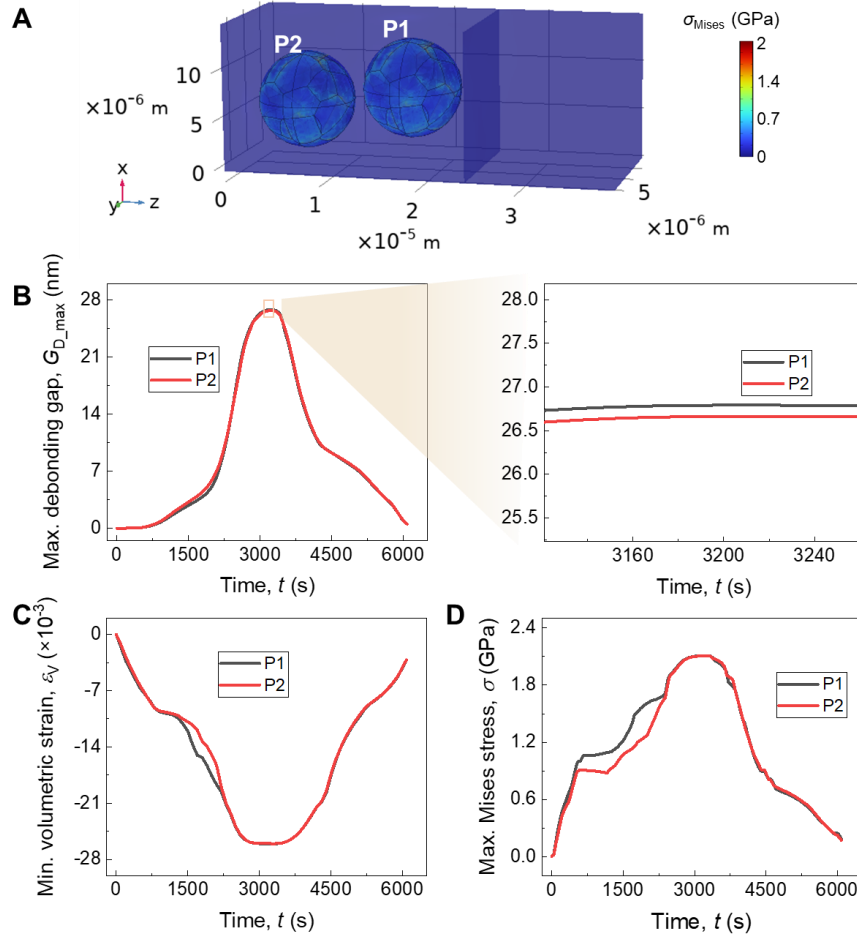 A
P2
P1
σMises (GPa)
2
1.4
0.7
0
10
×10⁻⁶ m
5
0
x
y
z
0
1
2
3
×10⁻⁵ m
5
×10⁻⁶ m
B
Max. debonding gap, G_D_max (nm)
28
21
14
7
0
P1
P2
0 1500 3000 4500 6000
Time, t (s)
28.0
27.5
27.0
26.5
26.0
25.5
P1
P2
3160 3200 3240
Time, t (s)
C
Min. volumetric strain, εV (×10⁻³)
0
-7
-14
-21
-28
P1
P2
0 1500 3000 4500 6000
Time, t (s)
D
Max. Mises stress, σ (GPa)
2.4
1.8
1.2
0.6
0.0
P1
P2
0 1500 3000 4500 6000
Time, t (s)